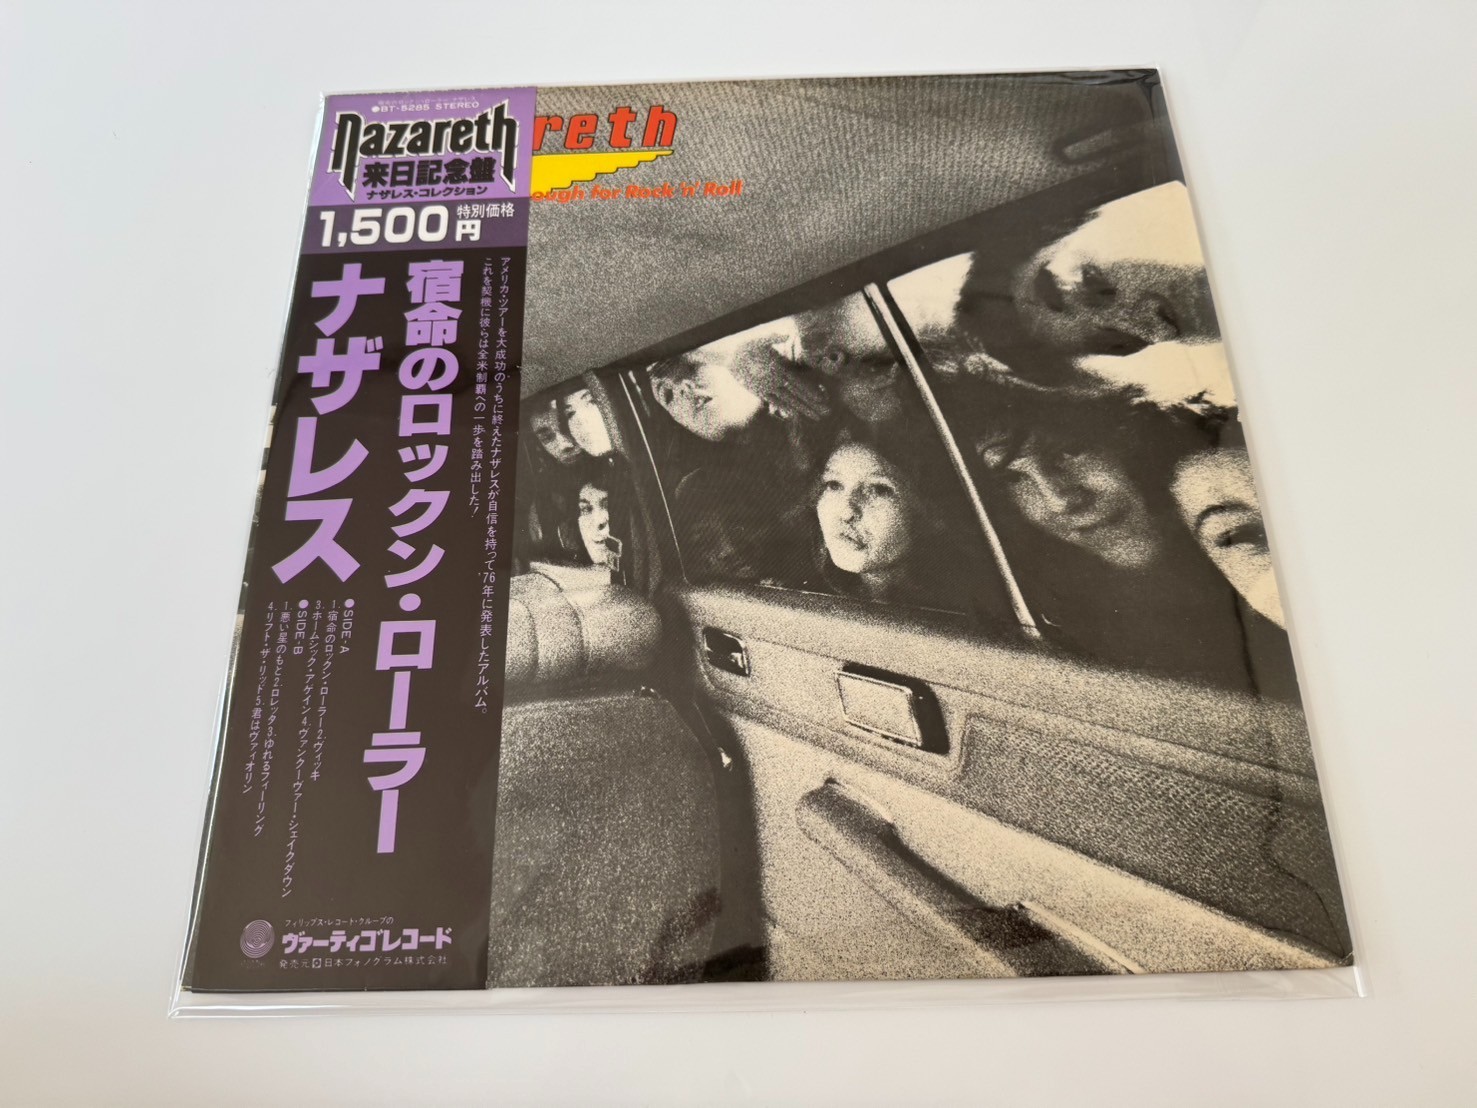 ●BT-5285 STEREO
Nazareth
来日記念盤
ナザレス・コレクション
1,500円
特別価格
reth
ough for Rock 'n' Roll
アメリカ・ツアーを大成功のうちに終えたナザレスが自信を持って'76年に発表したアルバム。
これを契機に彼らは全米制覇への一歩を踏み出した!
宿命のロックン・ローラー
ナザレス
●SIDE-A
1.宿命のロックン・ローラー2.ヴィッキ
3.ホームシック・アゲイン4.ヴァンクーヴァー・シェイクダウン
●SIDE-B
1.悪い星のもと2.ロレッタ3.ゆれるフィーリング
4.リフト・ザ・リッド5.君はヴァイオリン
フィリップス・レコード・グループの
ヴァーティゴレコード
発売元 日本フォノグラム株式会社